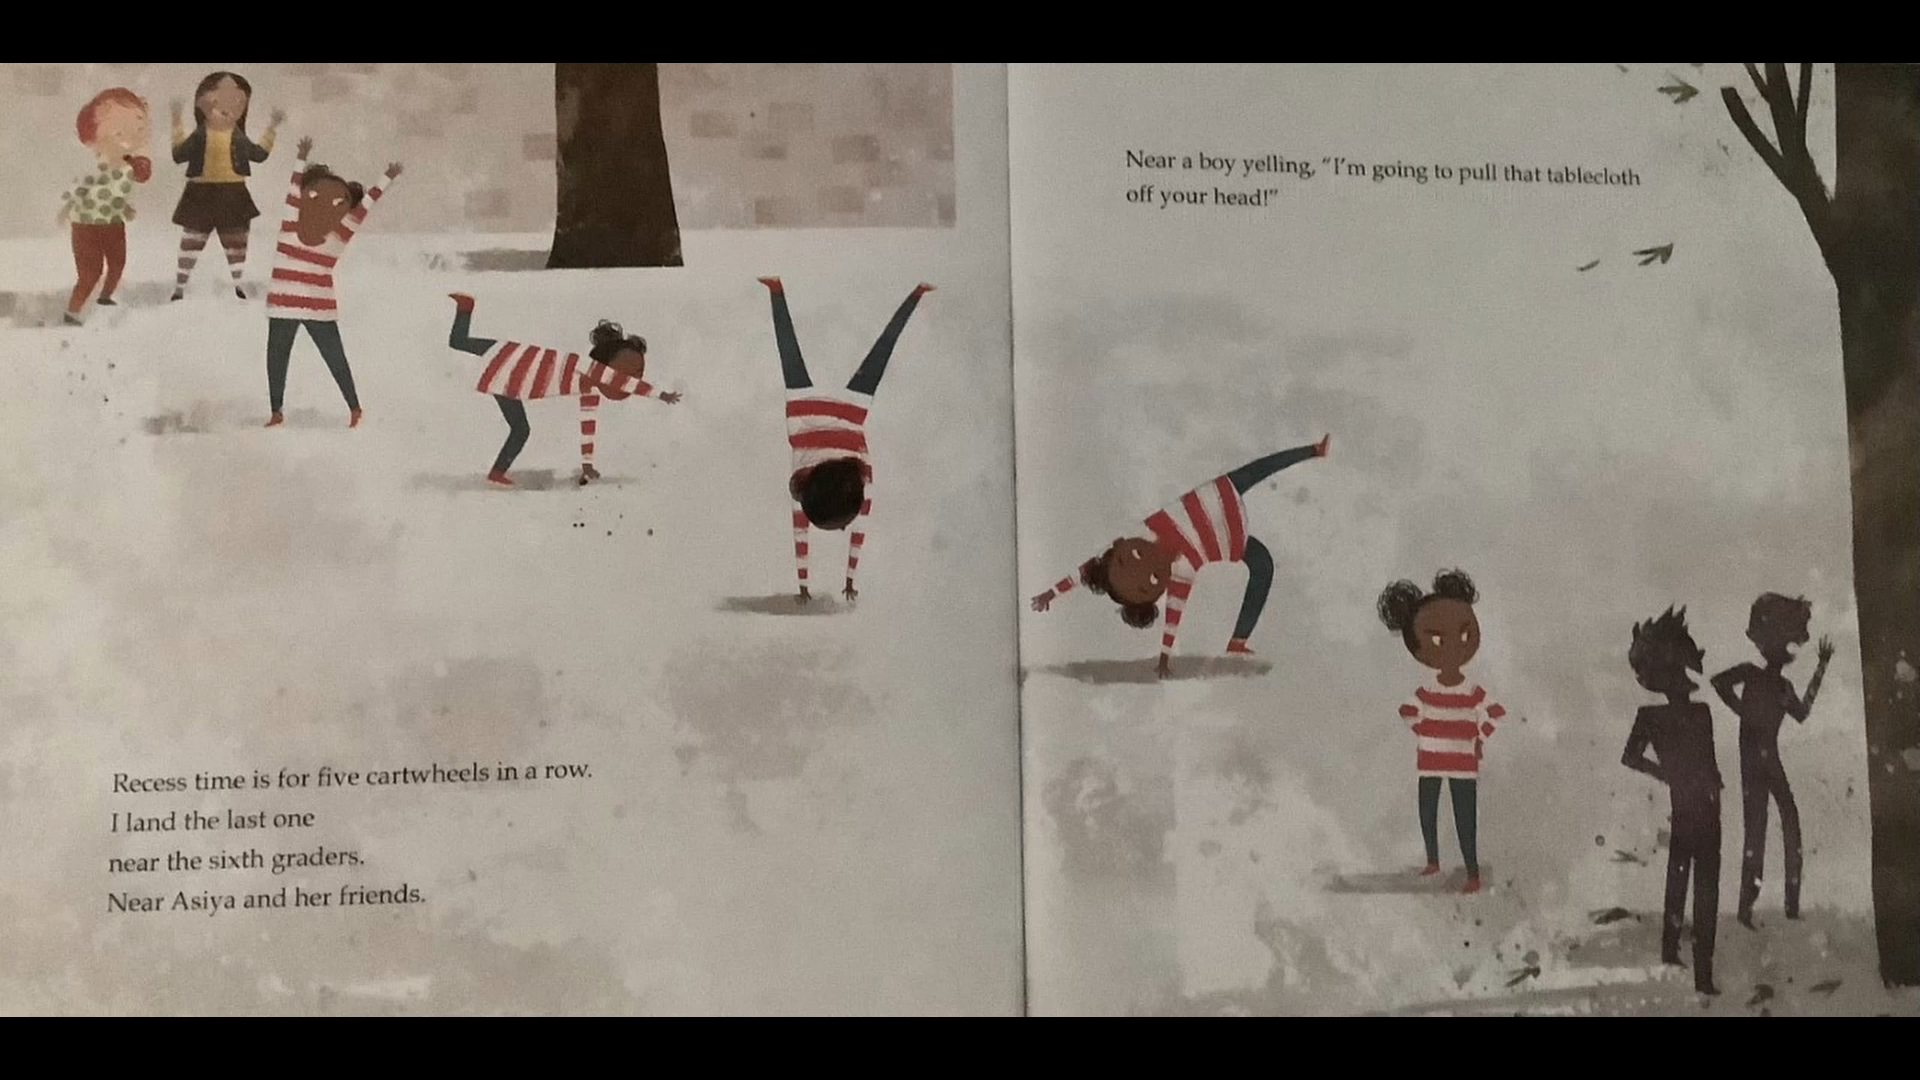 Recess time is for five cartwheels in a row.
I land the last one
near the sixth graders.
Near Asiya and her friends.
Near a boy yelling, “I’m going to pull that tablecloth
off your head!”